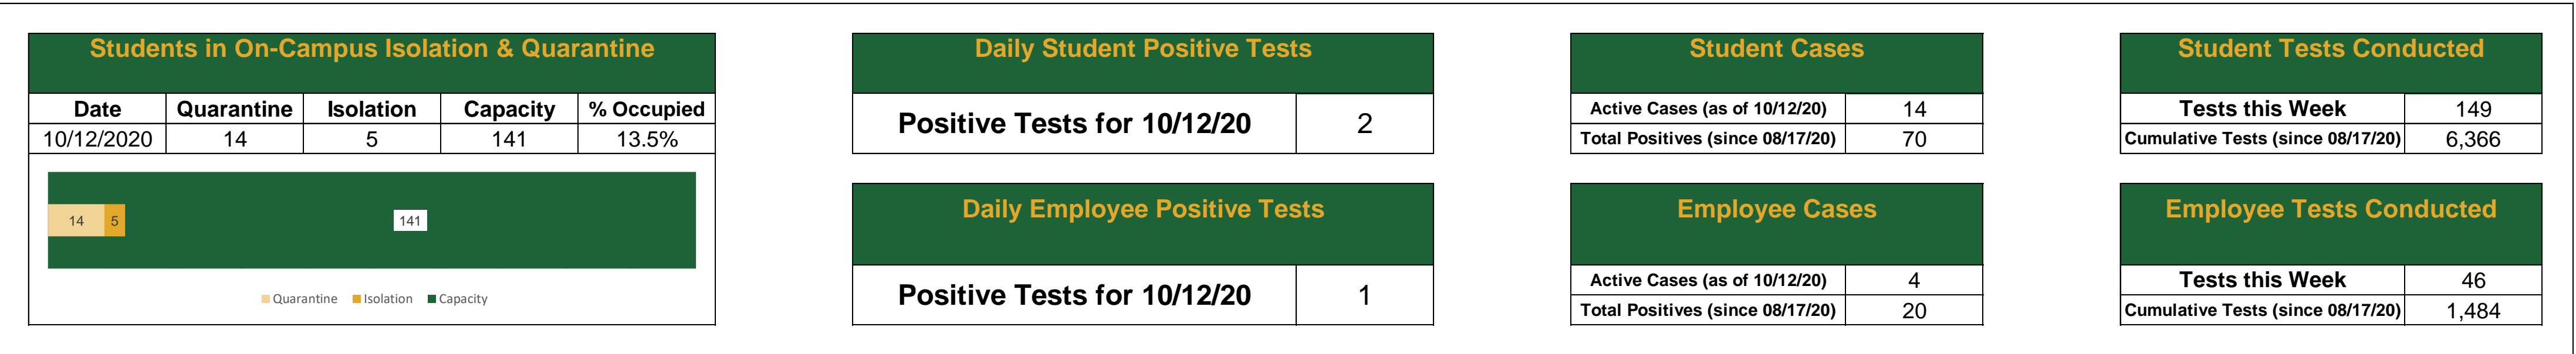 Students in On-Campus Isolation & Quarantine
Date Quarantine Isolation Capacity % Occupied
10/12/2020 14 5 141 13.5%
14 5 141
Quarantine Isolation Capacity
Daily Student Positive Tests
Positive Tests for 10/12/20 2
Daily Employee Positive Tests
Positive Tests for 10/12/20 1
Student Cases
Active Cases (as of 10/12/20) 14
Total Positives (since 08/17/20) 70
Employee Cases
Active Cases (as of 10/12/20) 4
Total Positives (since 08/17/20) 20
Student Tests Conducted
Tests this Week 149
Cumulative Tests (since 08/17/20) 6,366
Employee Tests Conducted
Tests this Week 46
Cumulative Tests (since 08/17/20) 1,484